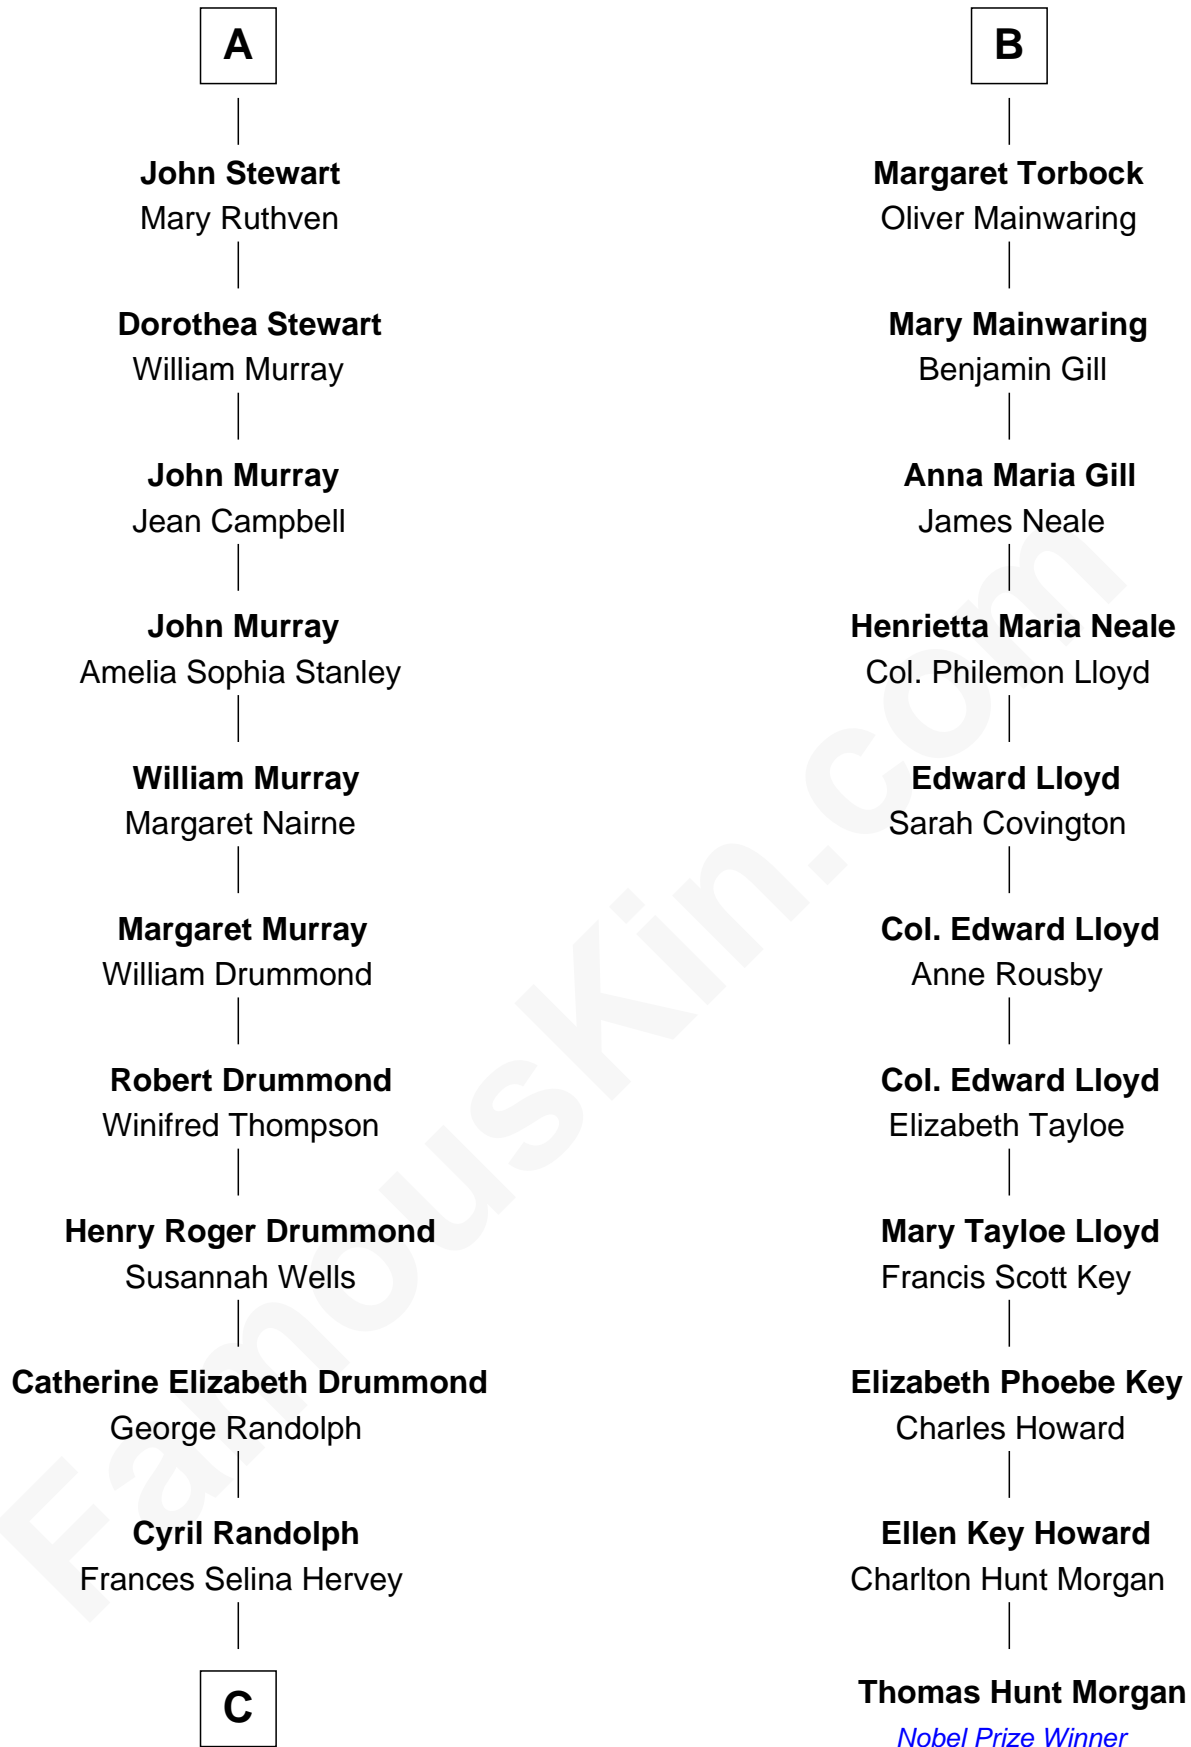 A
John Stewart
Mary Ruthven
Dorothea Stewart
William Murray
John Murray
Jean Campbell
John Murray
Amelia Sophia Stanley
William Murray
Margaret Nairne
Margaret Murray
William Drummond
Robert Drummond
Winifred Thompson
Henry Roger Drummond
Susannah Wells
Catherine Elizabeth Drummond
George Randolph
Cyril Randolph
Frances Selina Hervey
C
B
Margaret Torbock
Oliver Mainwaring
Mary Mainwaring
Benjamin Gill
Anna Maria Gill
James Neale
Henrietta Maria Neale
Col. Philemon Lloyd
Edward Lloyd
Sarah Covington
Col. Edward Lloyd
Anne Rousby
Col. Edward Lloyd
Elizabeth Tayloe
Mary Tayloe Lloyd
Francis Scott Key
Elizabeth Phoebe Key
Charles Howard
Ellen Key Howard
Charlton Hunt Morgan
Thomas Hunt Morgan
Nobel Prize Winner
FamousKin.com